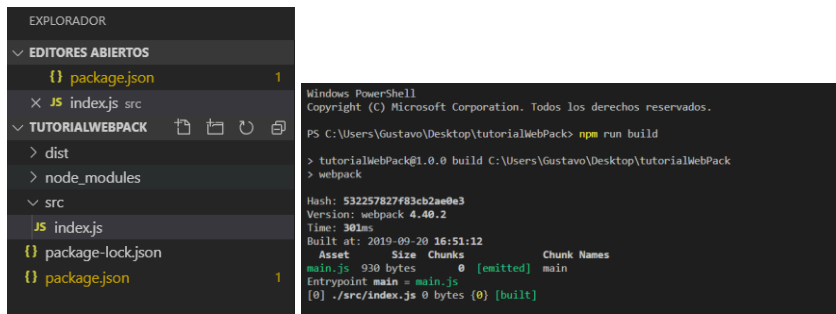 EXPLORADOR
EDITORES ABIERTOS
{} package.json 1
JS index.js src
TUTORIALWEBPACK
dist
node_modules
src
JS index.js
{} package-lock.json
{} package.json 1
Windows PowerShell
Copyright (C) Microsoft Corporation. Todos los derechos reservados.
PS C:\Users\Gustavo\Desktop\tutorialWebPack> npm run build
> tutorialWebPack@1.0.0 build C:\Users\Gustavo\Desktop\tutorialWebPack
> webpack
Hash: 532257827f83cb2ae0e3
Version: webpack 4.40.2
Time: 301ms
Built at: 2019-09-20 16:51:12
Asset Size Chunks Chunk Names
main.js 930 bytes 0 [emitted] main
Entrypoint main = main.js
[0] ./src/index.js 0 bytes {0} [built]